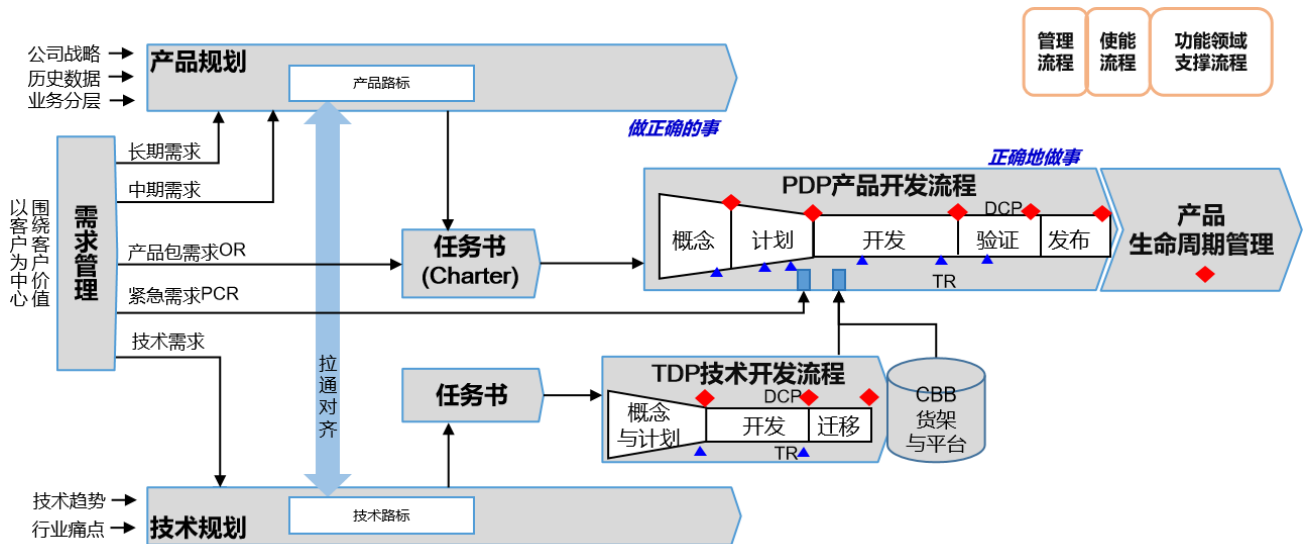 公司战略
历史数据
业务分层
产品规划
产品路标
管理
流程
使能
流程
功能领域
支撑流程
做正确的事
正确地做事
长期需求
中期需求
产品包需求OR
紧急需求PCR
技术需求
需求管理
围绕客户价值
以客户为中心
任务书
(Charter)
PDP产品开发流程
DCP
概念
计划
开发
验证
发布
TR
产品
生命周期管理
拉通对齐
任务书
TDP技术开发流程
DCP
概念
与计划
开发
迁移
TR
CBB
货架
与平台
技术趋势
行业痛点
技术规划
技术路标